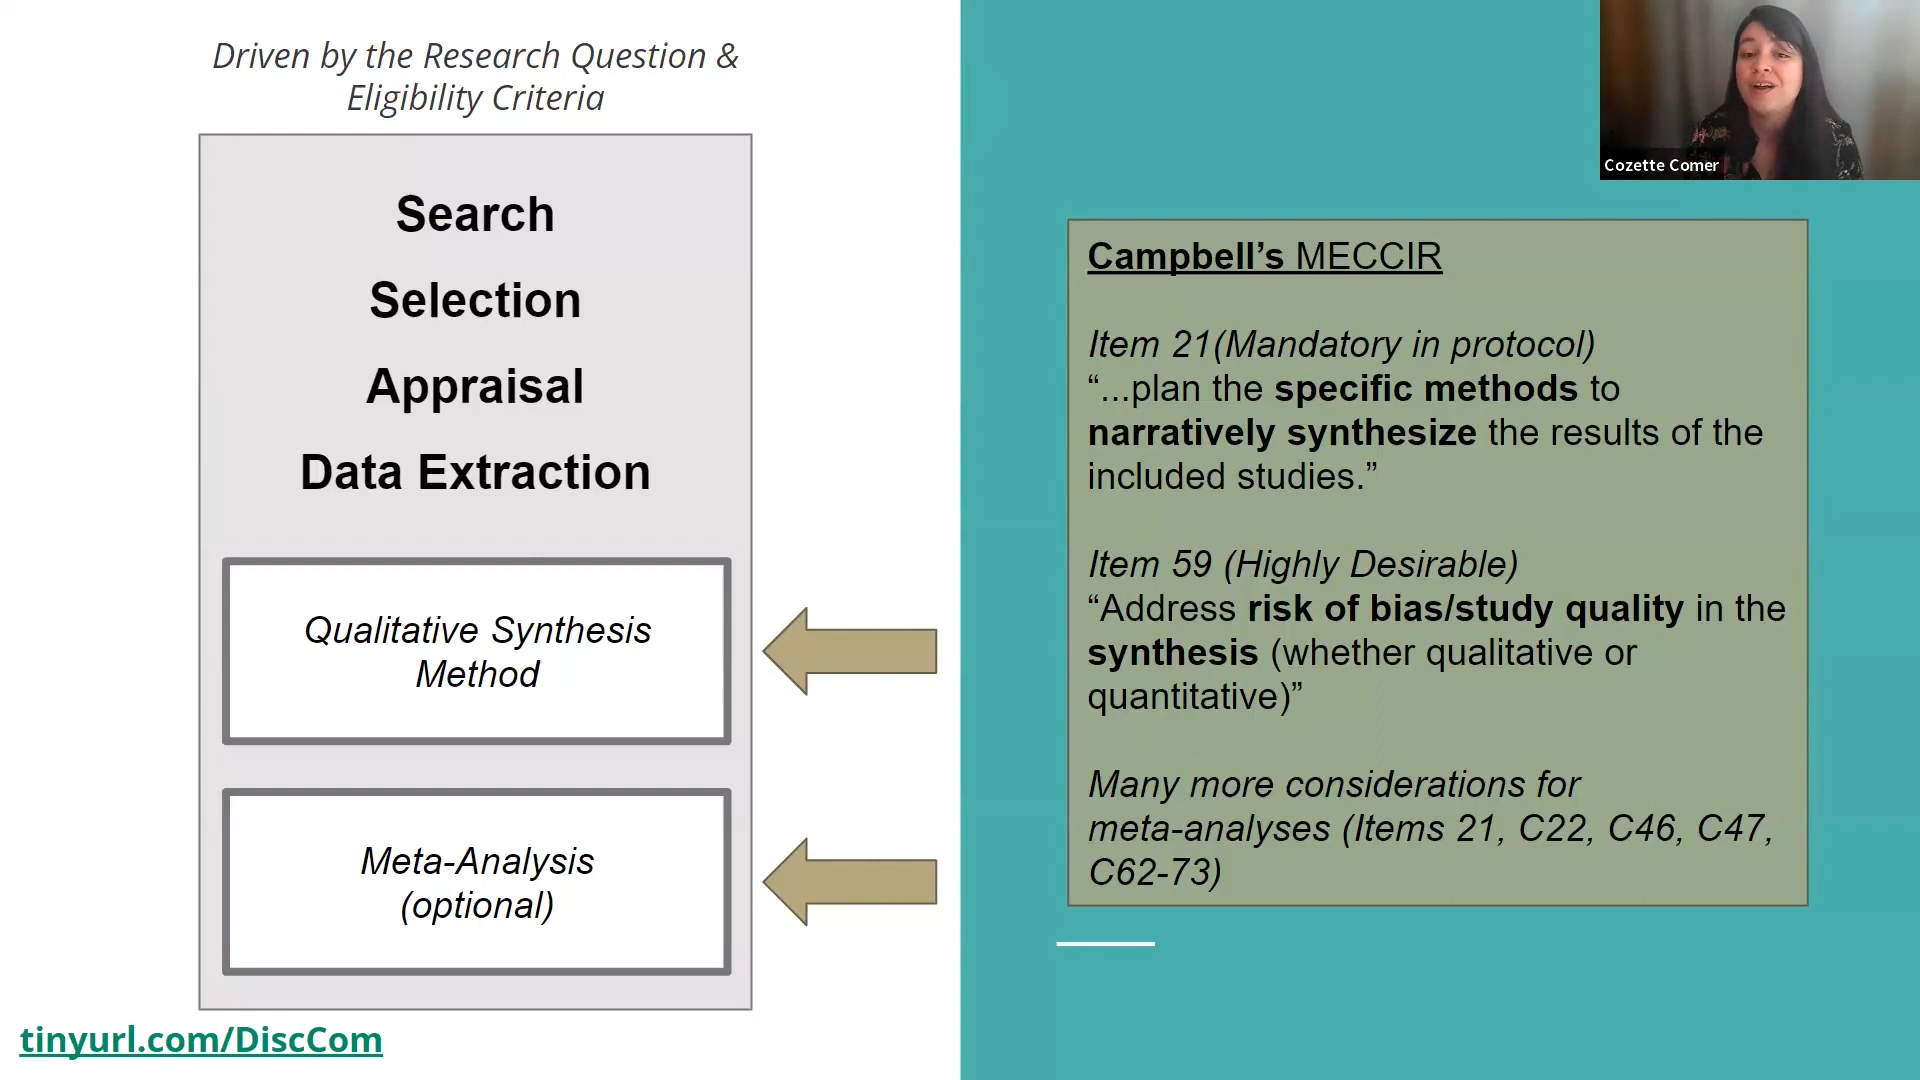 Driven by the Research Question &
Eligibility Criteria
Search
Selection
Appraisal
Data Extraction
Qualitative Synthesis
Method
Meta-Analysis
(optional)
tinyurl.com/DiscCom
Cozette Comer
Campbell’s MECCIR
Item 21(Mandatory in protocol)
“...plan the specific methods to
narratively synthesize the results of the
included studies.”
Item 59 (Highly Desirable)
“Address risk of bias/study quality in the
synthesis (whether qualitative or
quantitative)”
Many more considerations for
meta-analyses (Items 21, C22, C46, C47,
C62-73)